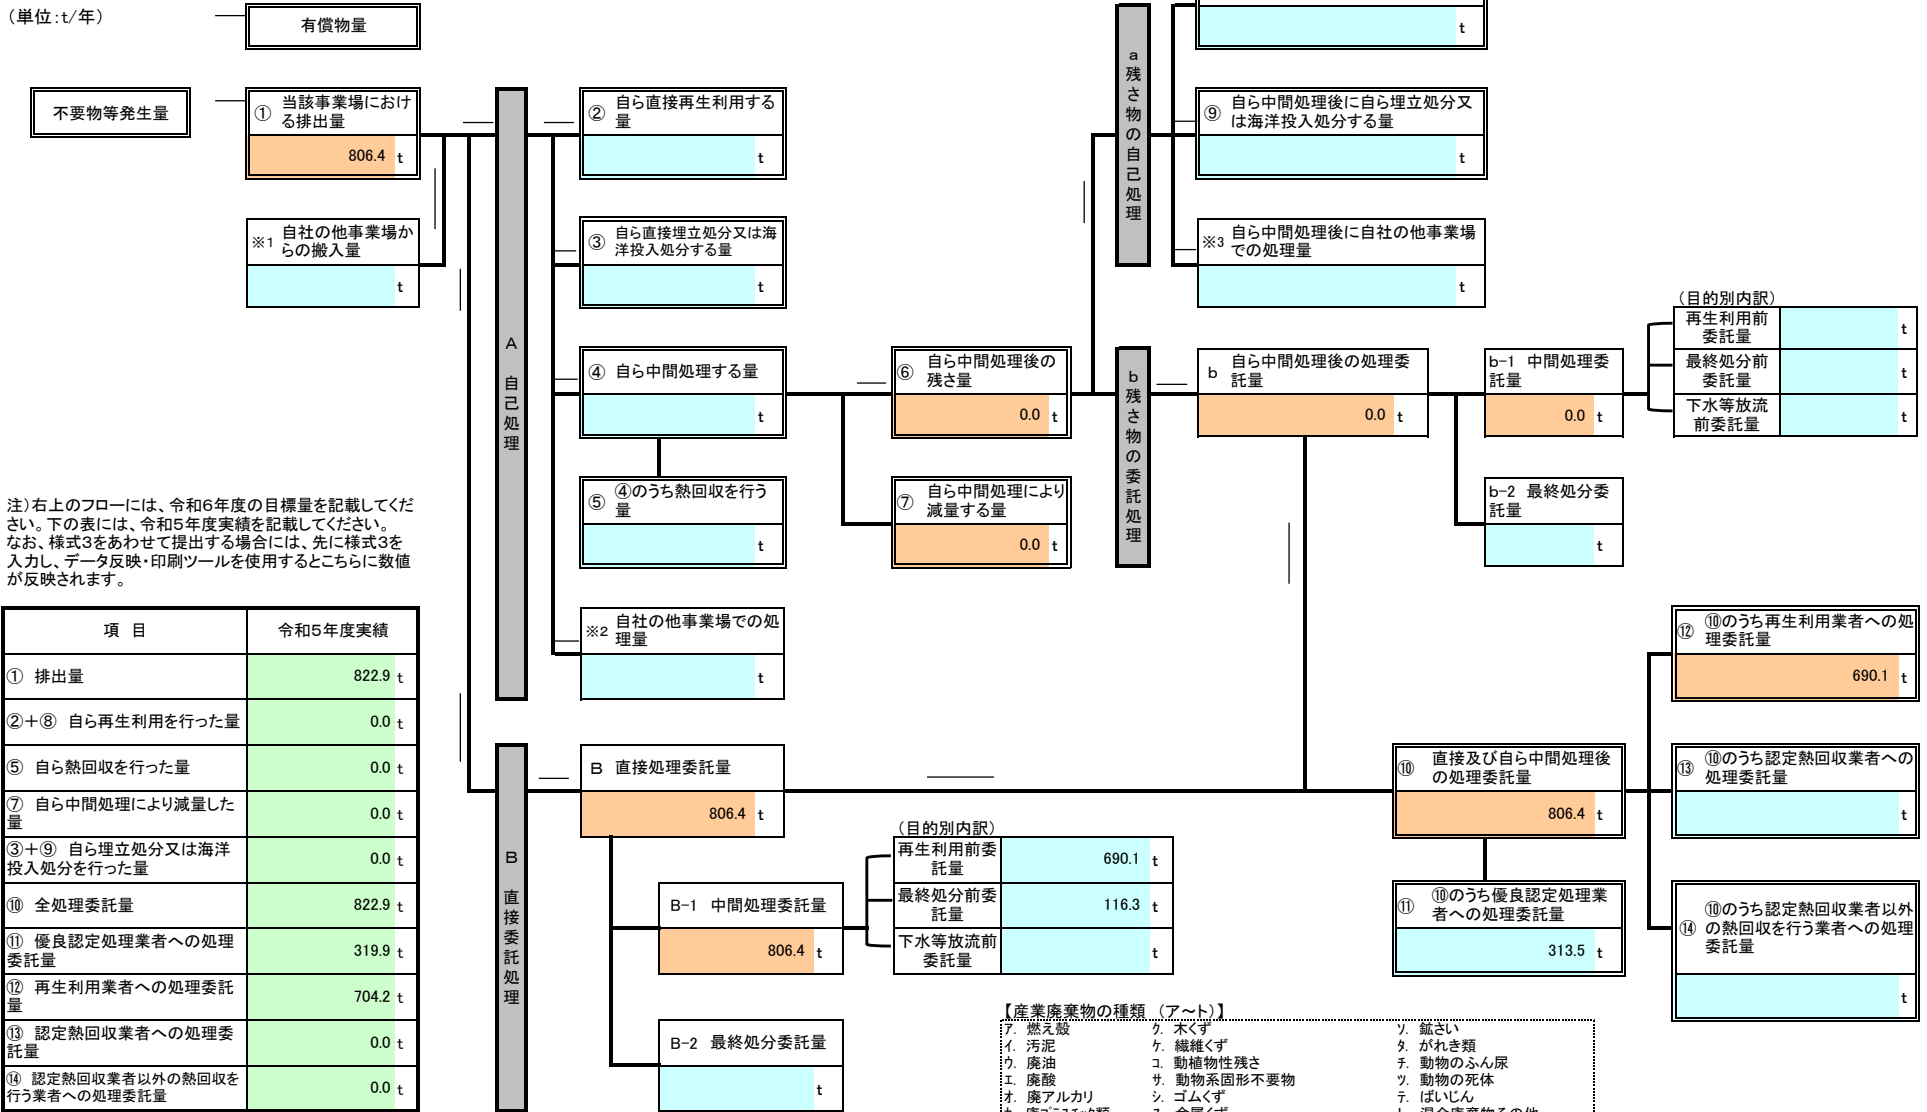 (単位:t/年)
有償物量
t
不要物等発生量
① 当該事業場におけ
る排出量
806.4 t
※1 自社の他事業場か
らの搬入量
t
A 自己処理
② 自ら直接再生利用する
量
t
③ 自ら直接埋立処分又は海
洋投入処分する量
t
④ 自ら中間処理する量
t
⑤ ④のうち熱回収を行う
量
t
※2 自社の他事業場での処
理量
t
⑥ 自ら中間処理後の
残さ量
0.0 t
⑦ 自ら中間処理により
減量する量
0.0 t
a 残さ物の自己処理
⑨ 自ら中間処理後に自ら埋立処分又
は海洋投入処分する量
t
※3 自ら中間処理後に自社の他事業場
での処理量
t
b 残さ物の委託処理
b 自ら中間処理後の処理委
託量
0.0 t
b-1 中間処理委
託量
0.0 t
b-2 最終処分委
託量
t
(目的別内訳)
再生利用前
委託量 t
最終処分前
委託量 t
下水等放流
前委託量 t
注)右上のフローには、令和6年度の目標量を記載してくだ
さい。下の表には、令和5年度実績を記載してください。
なお、様式3をあわせて提出する場合には、先に様式3を
入力し、データ反映・印刷ツールを使用するとこちらに数値
が反映されます。
項 目 令和5年度実績
① 排出量 822.9 t
②+⑧ 自ら再生利用を行った量 0.0 t
⑤ 自ら熱回収を行った量 0.0 t
⑦ 自ら中間処理により減量した
量 0.0 t
③+⑨ 自ら埋立処分又は海洋
投入処分を行った量 0.0 t
⑩ 全処理委託量 822.9 t
⑪ 優良認定処理業者への処理
委託量 319.9 t
⑫ 再生利用業者への処理委託
量 704.2 t
⑬ 認定熱回収業者への処理委
託量 0.0 t
⑭ 認定熱回収業者以外の熱回収を
行う業者への処理委託量 0.0 t
B 直接委託処理
B 直接処理委託量
806.4 t
B-1 中間処理委託量
806.4 t
B-2 最終処分委託量
t
(目的別内訳)
再生利用前委
託量 690.1 t
最終処分前委
託量 116.3 t
下水等放流前
委託量 t
⑩ 直接及び自ら中間処理後
の処理委託量
806.4 t
⑪ ⑩のうち優良認定処理業
者への処理委託量
313.5 t
⑫ ⑩のうち再生利用業者への処
理委託量
690.1 t
⑬ ⑩のうち認定熱回収業者への
処理委託量
t
⑭ ⑩のうち認定熱回収業者以外
の熱回収を行う業者への処理
委託量
t
【産業廃棄物の種類 (ア~ト)】
ア. 燃え殻 ク. 木くず ソ. 鉱さい
イ. 汚泥 ケ. 繊維くず タ. がれき類
ウ. 廃油 コ. 動植物性残さ チ. 動物のふん尿
エ. 廃酸 サ. 動物系固形不要物 ツ. 動物の死体
オ. 廃アルカリ シ. ゴムくず テ. ばいじん